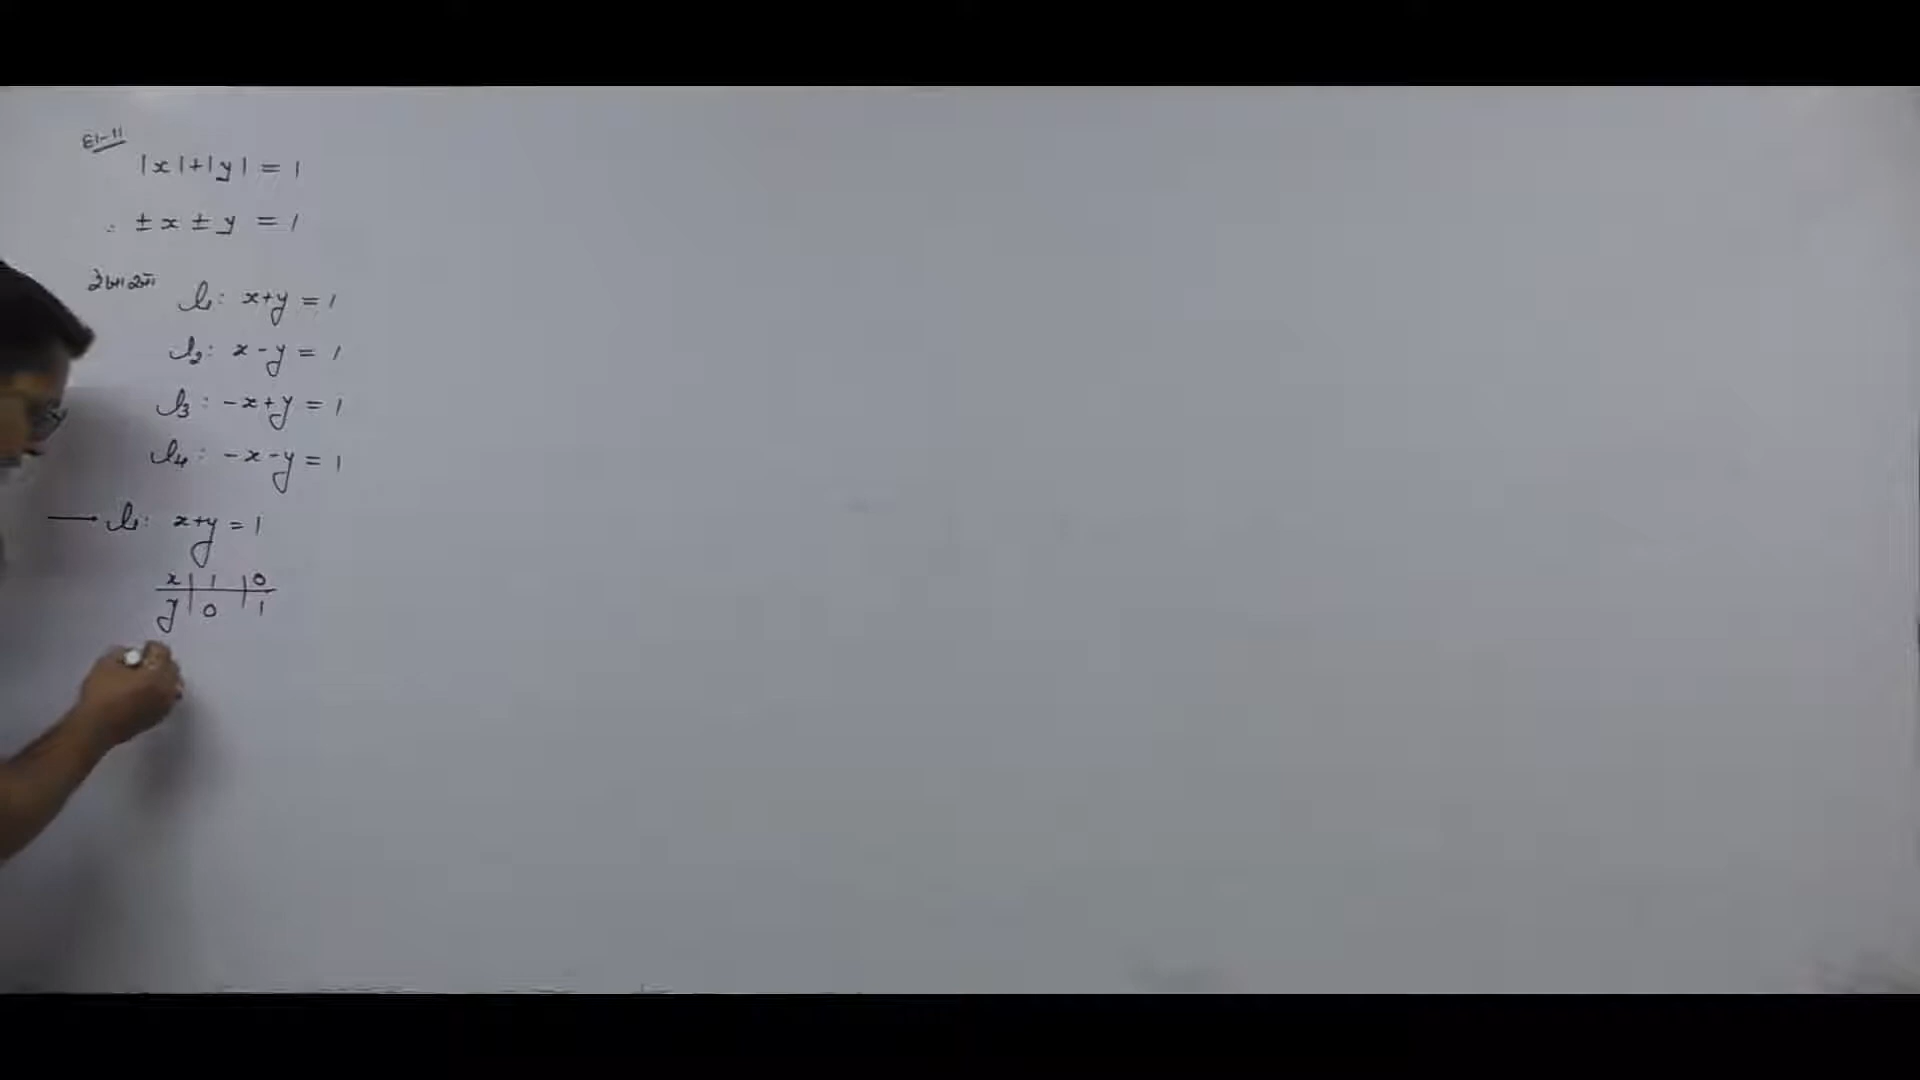 |x|+|y| = 1
∴ ±x ± y = 1
l₁: x+y = 1
l₂: x-y = 1
l₃: -x+y = 1
l₄: -x-y = 1
→ l₁: x+y = 1
x | 1 | 0
y | 0 | 1